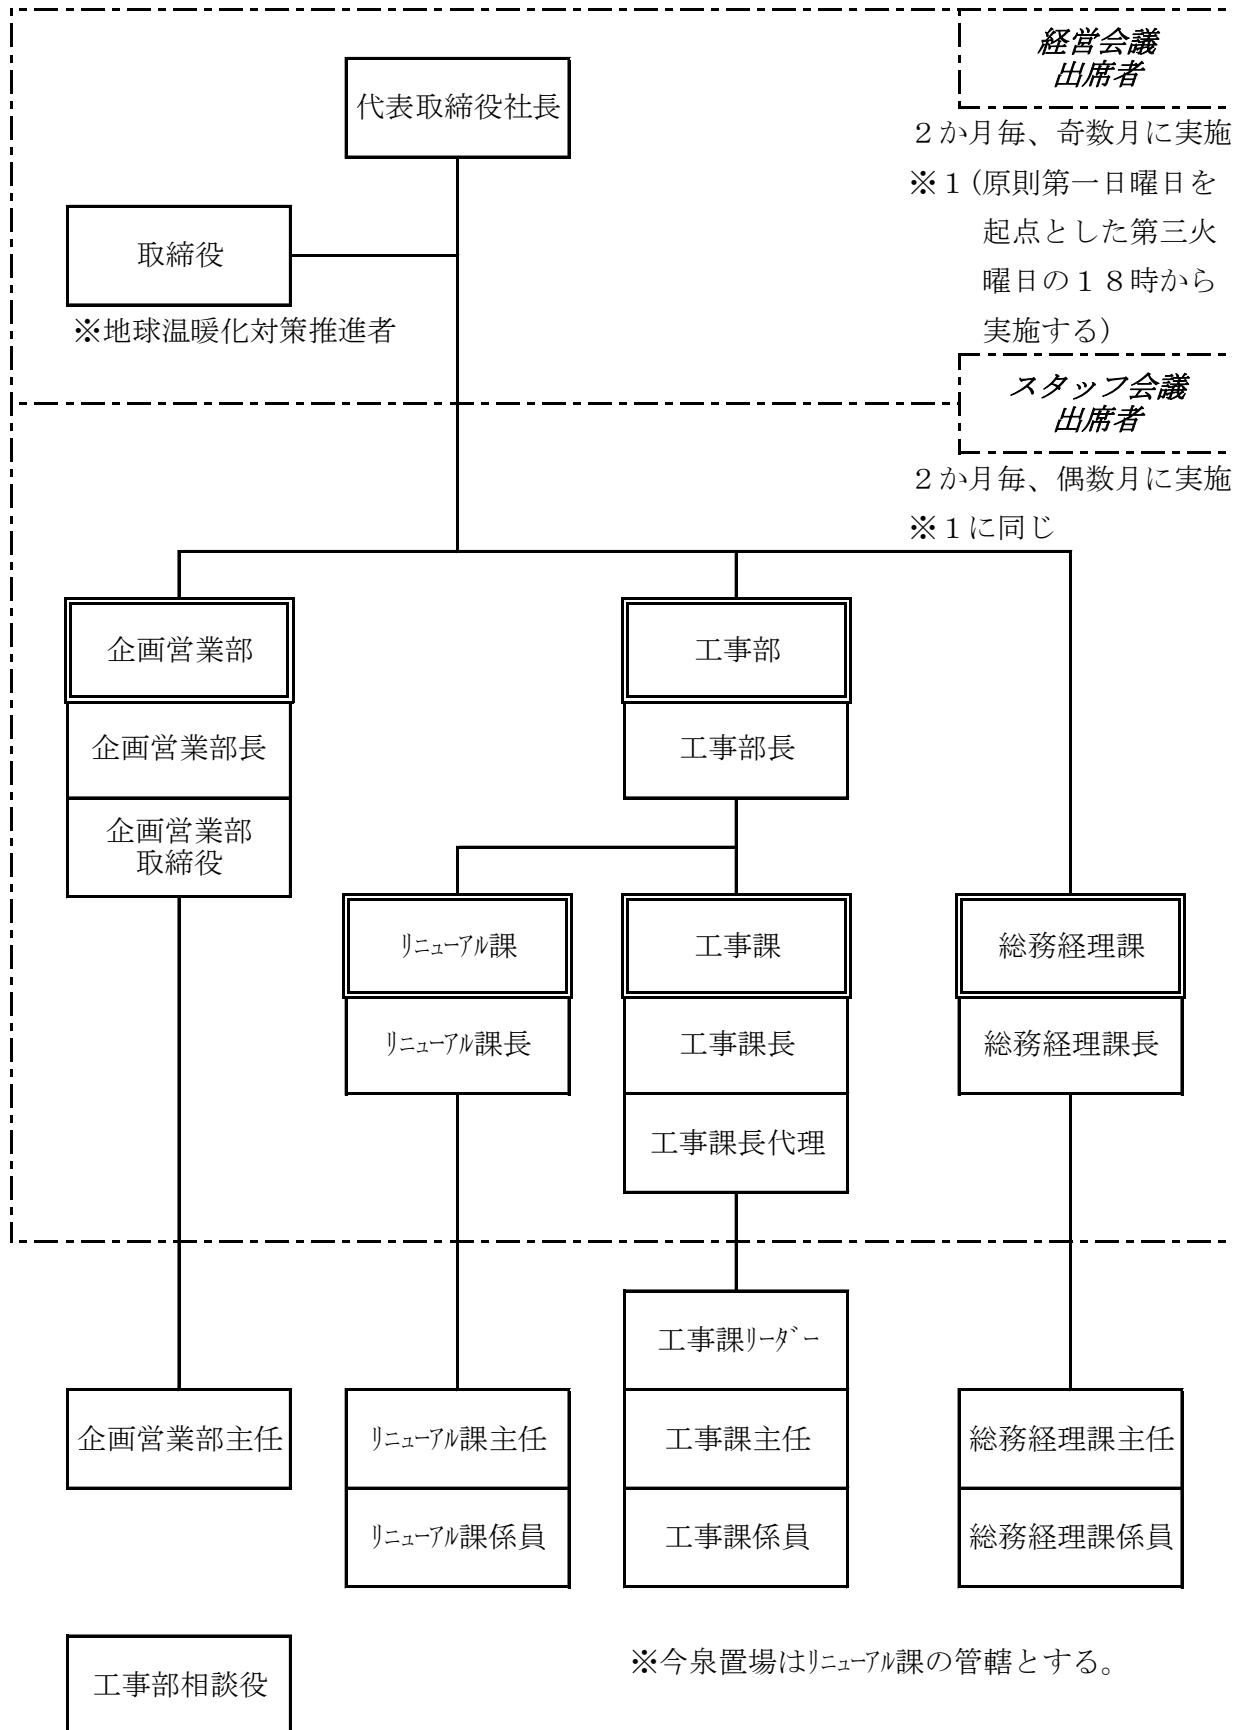 経営会議
出席者
代表取締役社長
２か月毎、奇数月に実施
※１(原則第一日曜日を
起点とした第三火
曜日の１８時から
実施する)
取締役
※地球温暖化対策推進者
スタッフ会議
出席者
２か月毎、偶数月に実施
※１に同じ
企画営業部
工事部
企画営業部長
工事部長
企画営業部
取締役
ﾘﾆｭｰｱﾙ課
工事課
総務経理課
ﾘﾆｭｰｱﾙ課長
工事課長
総務経理課長
工事課長代理
工事課ﾘｰﾀﾞｰ
企画営業部主任
ﾘﾆｭｰｱﾙ課主任
工事課主任
総務経理課主任
ﾘﾆｭｰｱﾙ課係員
工事課係員
総務経理課係員
※今泉置場はﾘﾆｭｰｱﾙ課の管轄とする。
工事部相談役